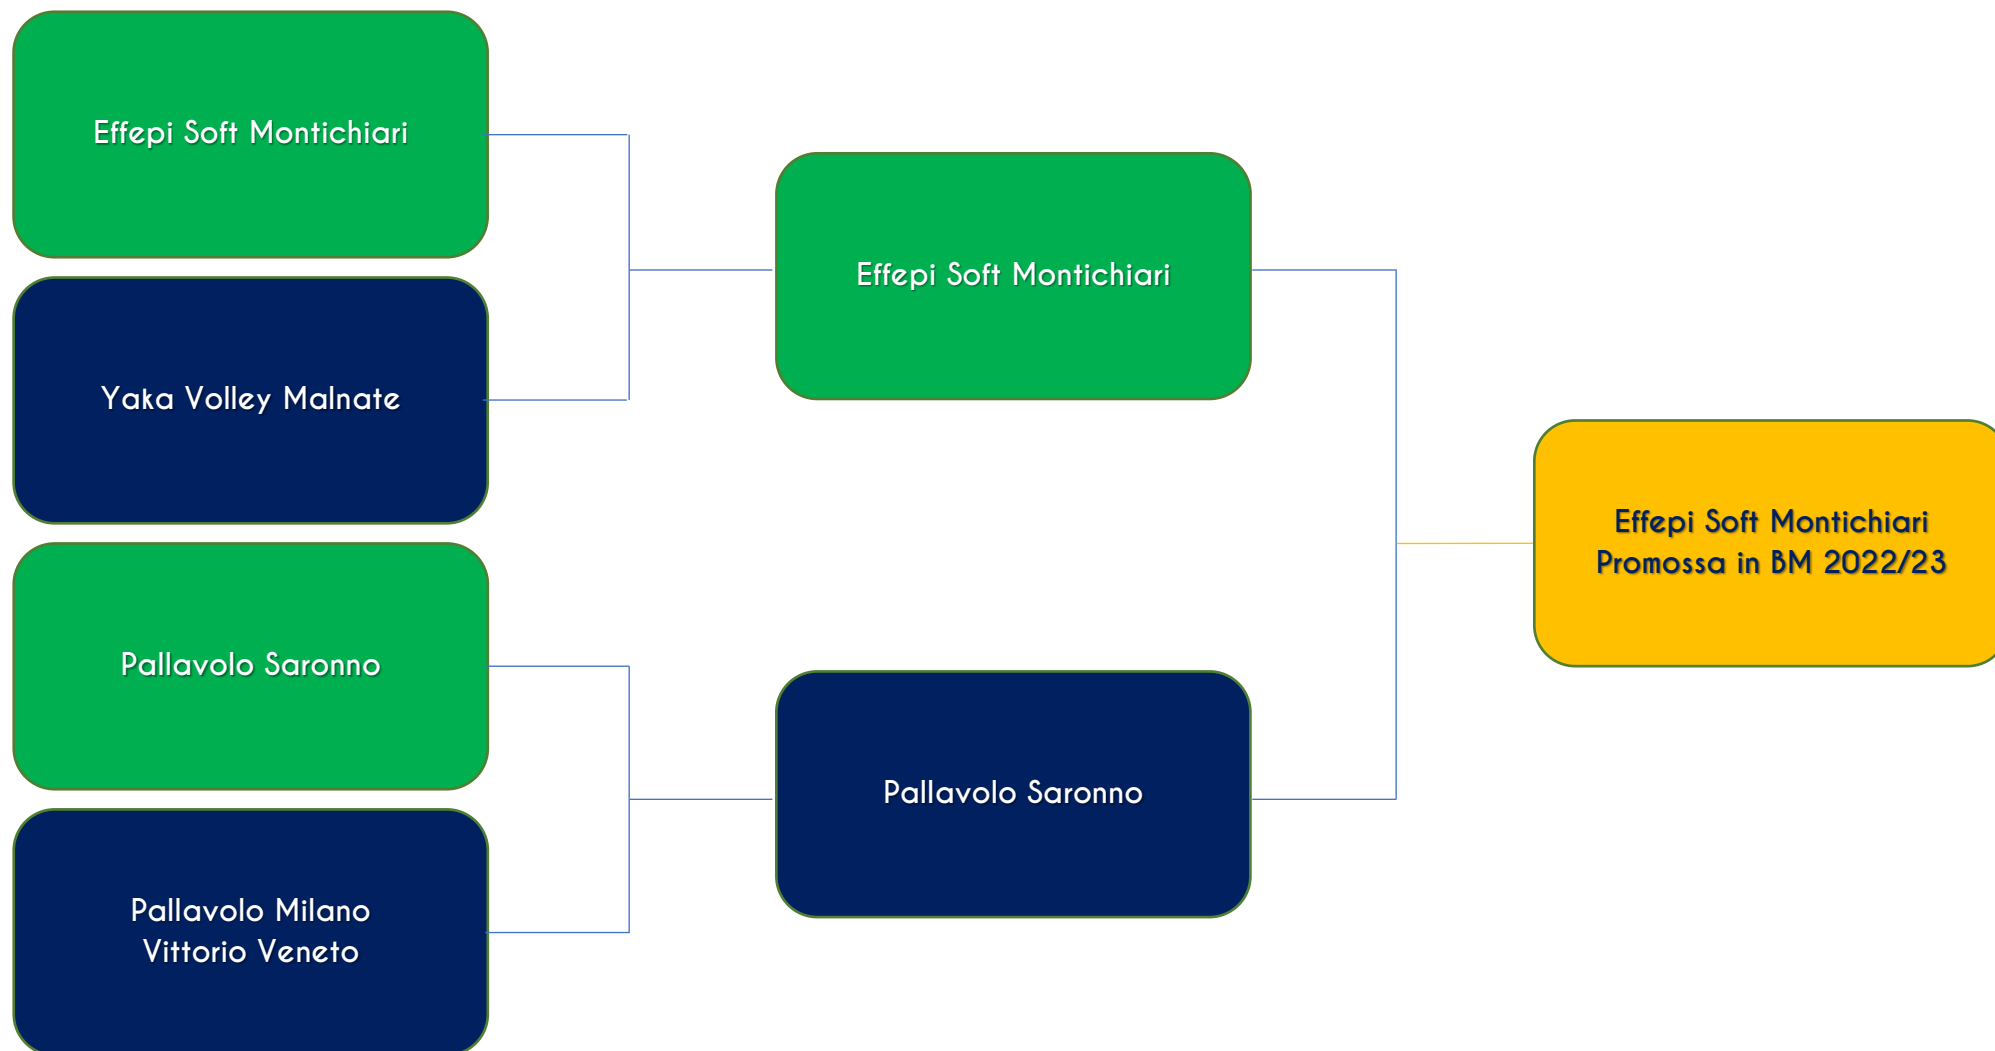 Effepi Soft Montichiari
Yaka Volley Malnate
Pallavolo Saronno
Pallavolo Milano
Vittorio Veneto
Effepi Soft Montichiari
Pallavolo Saronno
Effepi Soft Montichiari
Promossa in BM 2022/23